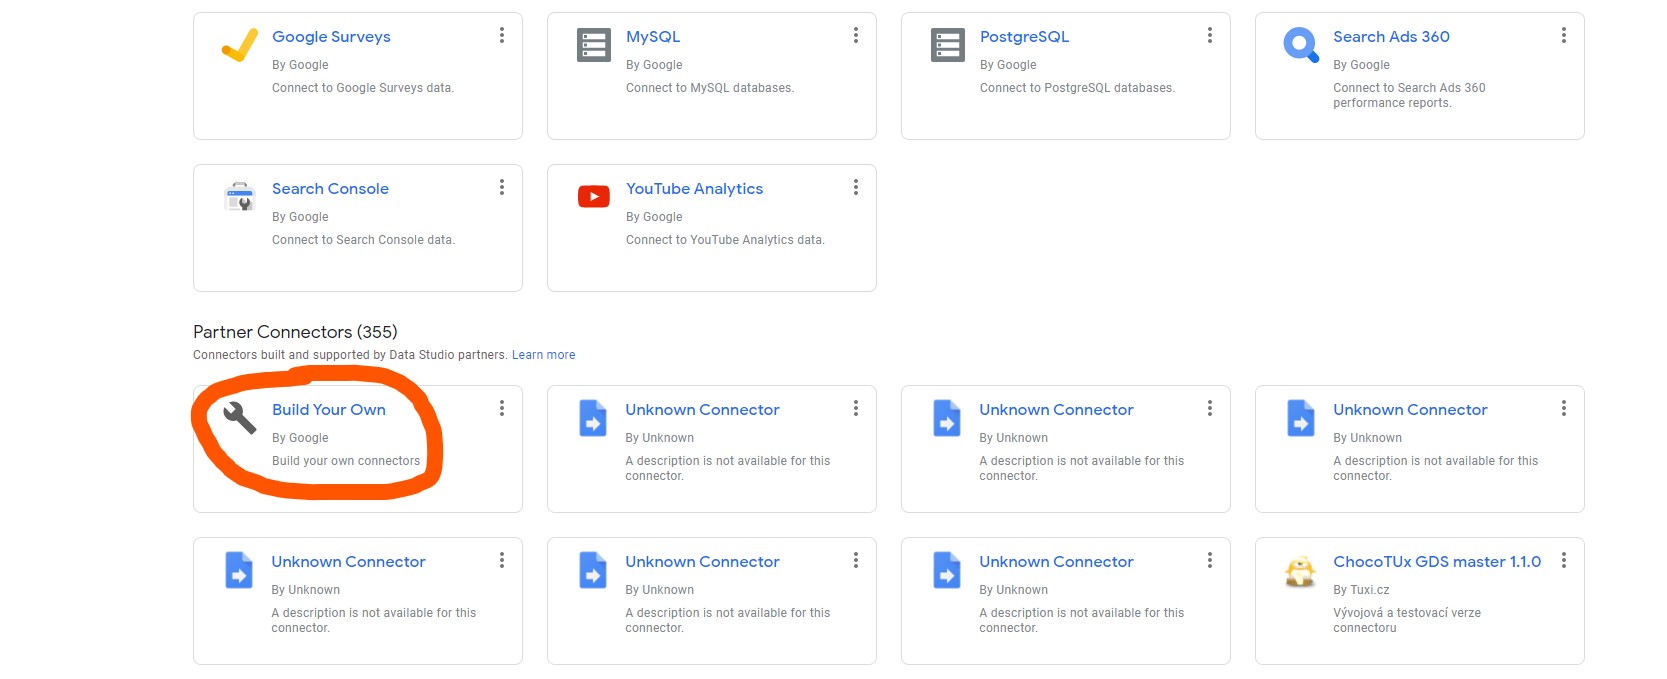 Google Surveys
By Google
Connect to Google Surveys data.
MySQL
By Google
Connect to MySQL databases.
PostgreSQL
By Google
Connect to PostgreSQL databases.
Search Ads 360
By Google
Connect to Search Ads 360
performance reports.
Search Console
By Google
Connect to Search Console data.
YouTube Analytics
By Google
Connect to YouTube Analytics data.
Partner Connectors (355)
Connectors built and supported by Data Studio partners. Learn more
Build Your Own
By Google
Build your own connectors
Unknown Connector
By Unknown
A description is not available for this
connector.
Unknown Connector
By Unknown
A description is not available for this
connector.
Unknown Connector
By Unknown
A description is not available for this
connector.
Unknown Connector
By Unknown
A description is not available for this
connector.
Unknown Connector
By Unknown
A description is not available for this
connector.
Unknown Connector
By Unknown
A description is not available for this
connector.
ChocoTUx GDS master 1.1.0
By Tuxi.cz
Vývojová a testovací verze
connectoru